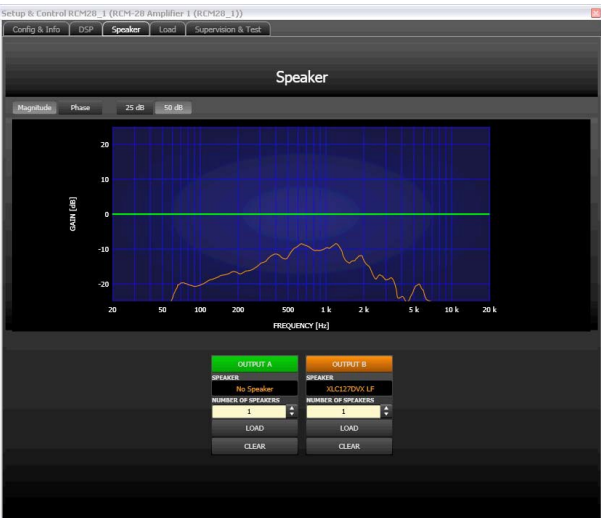 Setup & Control RCM28_1 (RCM-28 Amplifier 1 (RCM28_1))
Config & Info DSP Speaker Load Supervision & Test
Speaker
Magnitude Phase 25 dB 50 dB
20
10
GAIN [dB]
0
-10
-20
20 50 100 200 500 1 k 2 k 5 k 10 k 20 k
FREQUENCY [Hz]
OUTPUT A OUTPUT B
SPEAKER SPEAKER
No Speaker XLC127DVX LF
NUMBER OF SPEAKERS NUMBER OF SPEAKERS
1 1
LOAD LOAD
CLEAR CLEAR